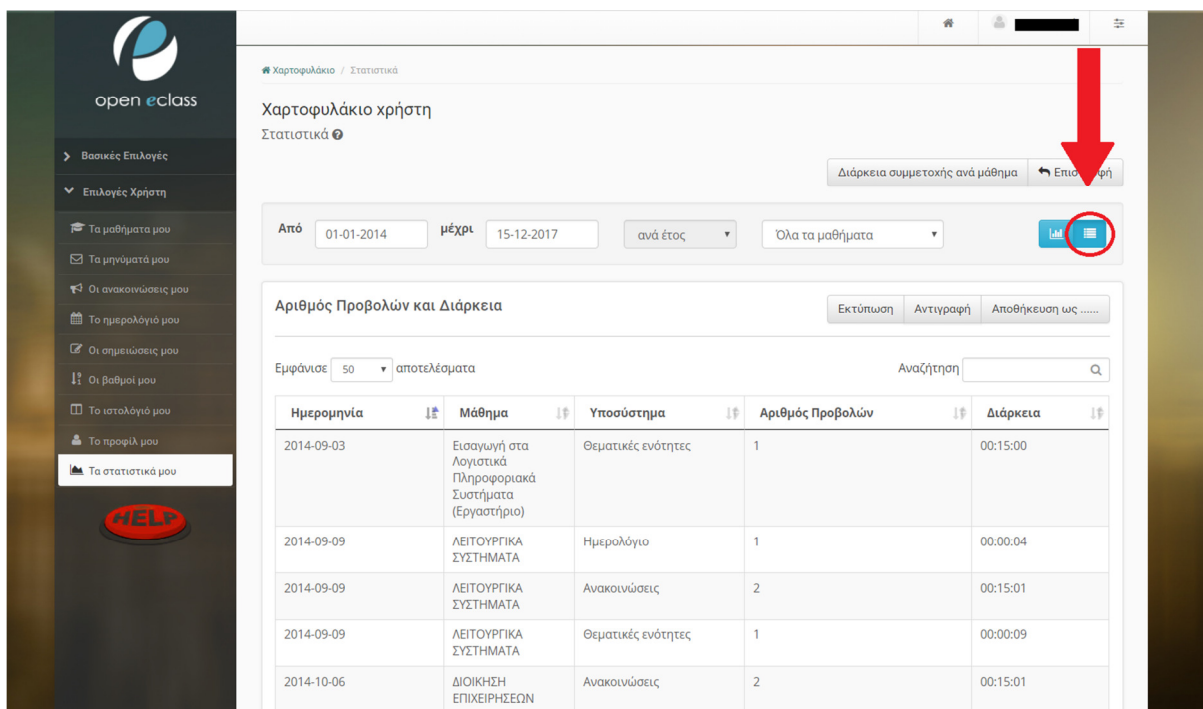 open eclass
Χαρτοφυλάκιο / Στατιστικά
Χαρτοφυλάκιο χρήστη
Στατιστικά
Βασικές Επιλογές
Επιλογές Χρήστη
Τα μαθήματα μου
Τα μηνύματά μου
Οι ανακοινώσεις μου
Το ημερολόγιό μου
Οι σημειώσεις μου
Οι βαθμοί μου
Το ιστολόγιό μου
Το προφίλ μου
Τα στατιστικά μου
HELP
Διάρκεια συμμετοχής ανά μάθημα
Από 01-01-2014 μέχρι 15-12-2017 ανά έτος Όλα τα μαθήματα
Αριθμός Προβολών και Διάρκεια
Εκτύπωση Αντιγραφή Αποθήκευση ως ......
Εμφάνισε 50 αποτελέσματα Αναζήτηση
Ημερομηνία Μάθημα Υποσύστημα Αριθμός Προβολών Διάρκεια
2014-09-03 Εισαγωγή στα Θεματικές ενότητες 1 00:15:00
Λογιστικά
Πληροφοριακά
Συστήματα
(Εργαστήριο)
2014-09-09 ΛΕΙΤΟΥΡΓΙΚΑ Ημερολόγιο 1 00:00:04
ΣΥΣΤΗΜΑΤΑ
2014-09-09 ΛΕΙΤΟΥΡΓΙΚΑ Ανακοινώσεις 2 00:15:01
ΣΥΣΤΗΜΑΤΑ
2014-09-09 ΛΕΙΤΟΥΡΓΙΚΑ Θεματικές ενότητες 1 00:00:09
ΣΥΣΤΗΜΑΤΑ
2014-10-06 ΔΙΟΙΚΗΣΗ Ανακοινώσεις 2 00:15:01
ΕΠΙΧΕΙΡΗΣΕΩΝ